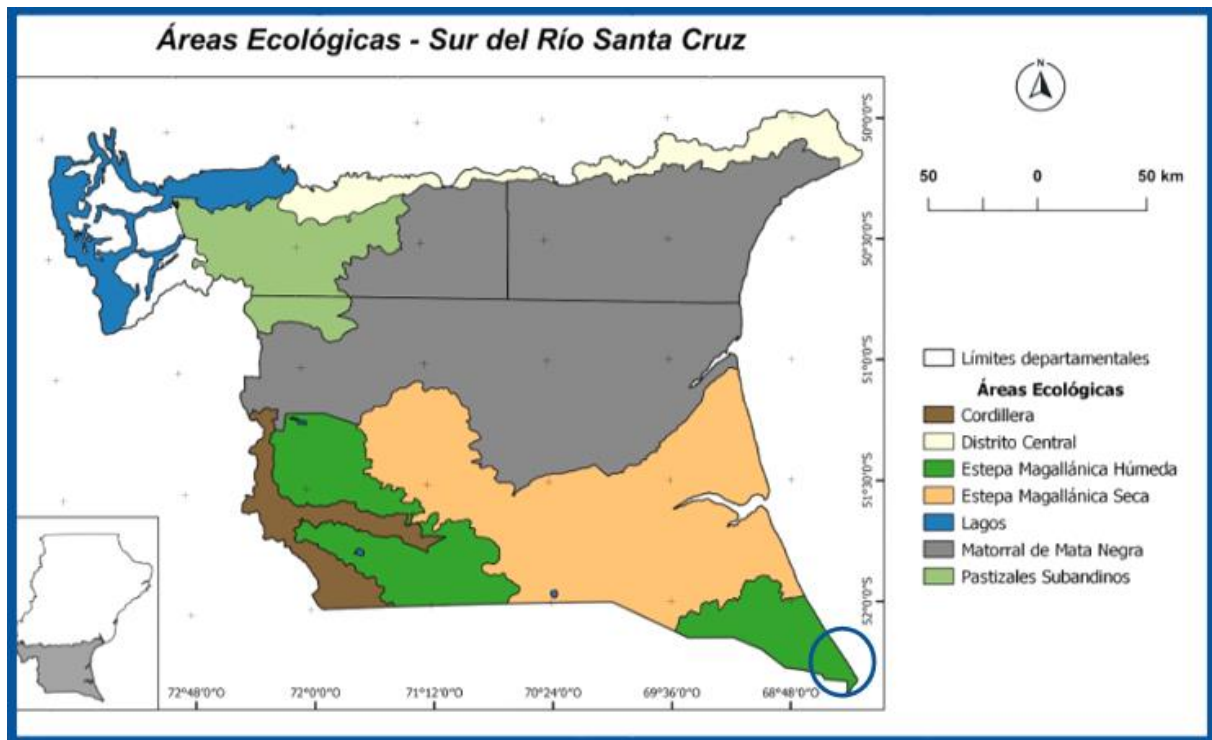 Áreas Ecológicas - Sur del Río Santa Cruz
N
50 0 50 km
50°0'0"S
50°30'0"S
51°0'0"S
51°30'0"S
52°0'0"S
Límites departamentales
Áreas Ecológicas
Cordillera
Distrito Central
Estepa Magallánica Húmeda
Estepa Magallánica Seca
Lagos
Matorral de Mata Negra
Pastizales Subandinos
72°48'0"O 72°0'0"O 71°12'0"O 70°24'0"O 69°36'0"O 68°48'0"O